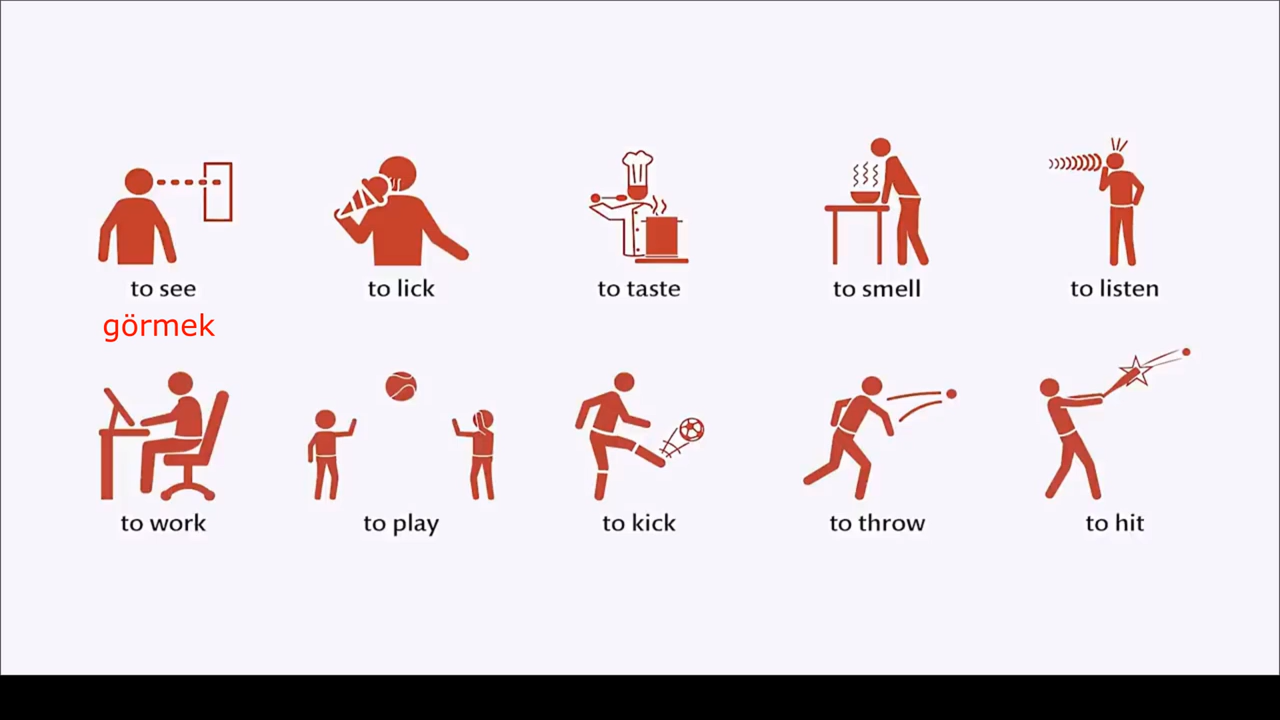 to see
to lick
to taste
to smell
to listen
görmek
to work
to play
to kick
to throw
to hit